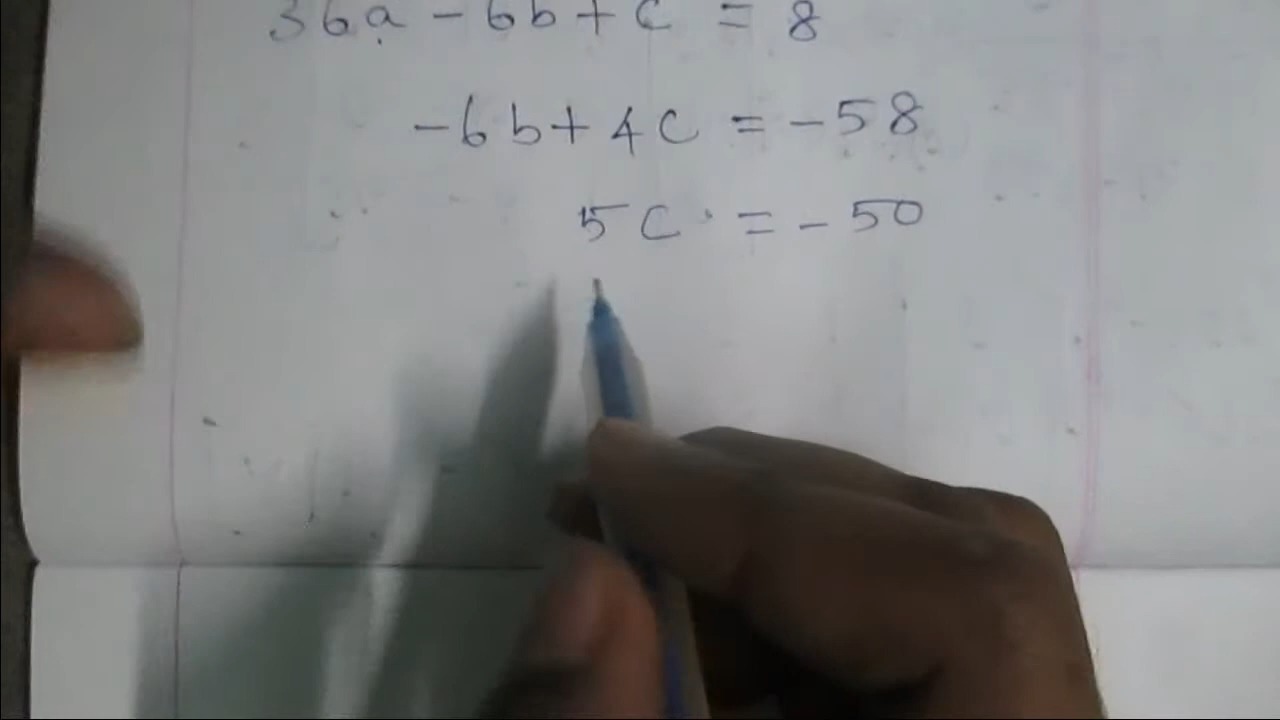 36a - 6b + c = 8
-6b + 4c = -58
5c = -50